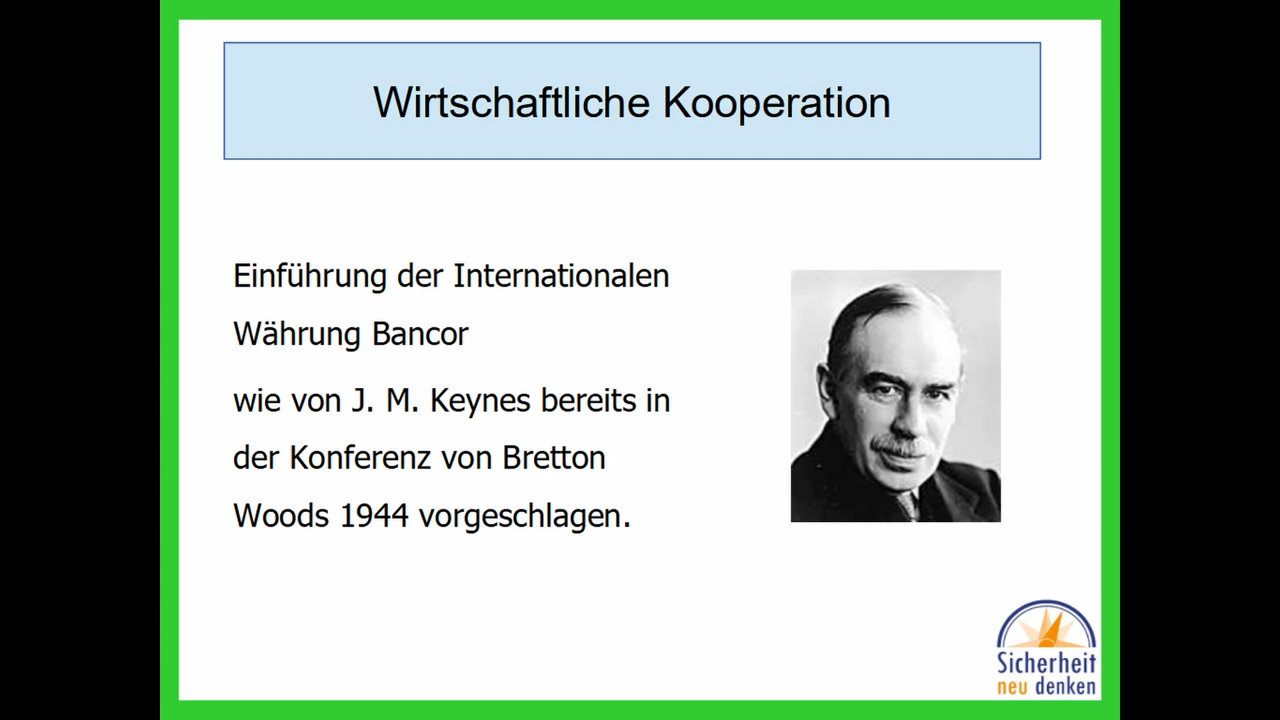 Wirtschaftliche Kooperation
Einführung der Internationalen
Währung Bancor
wie von J. M. Keynes bereits in
der Konferenz von Bretton
Woods 1944 vorgeschlagen.
Sicherheit
neu denken